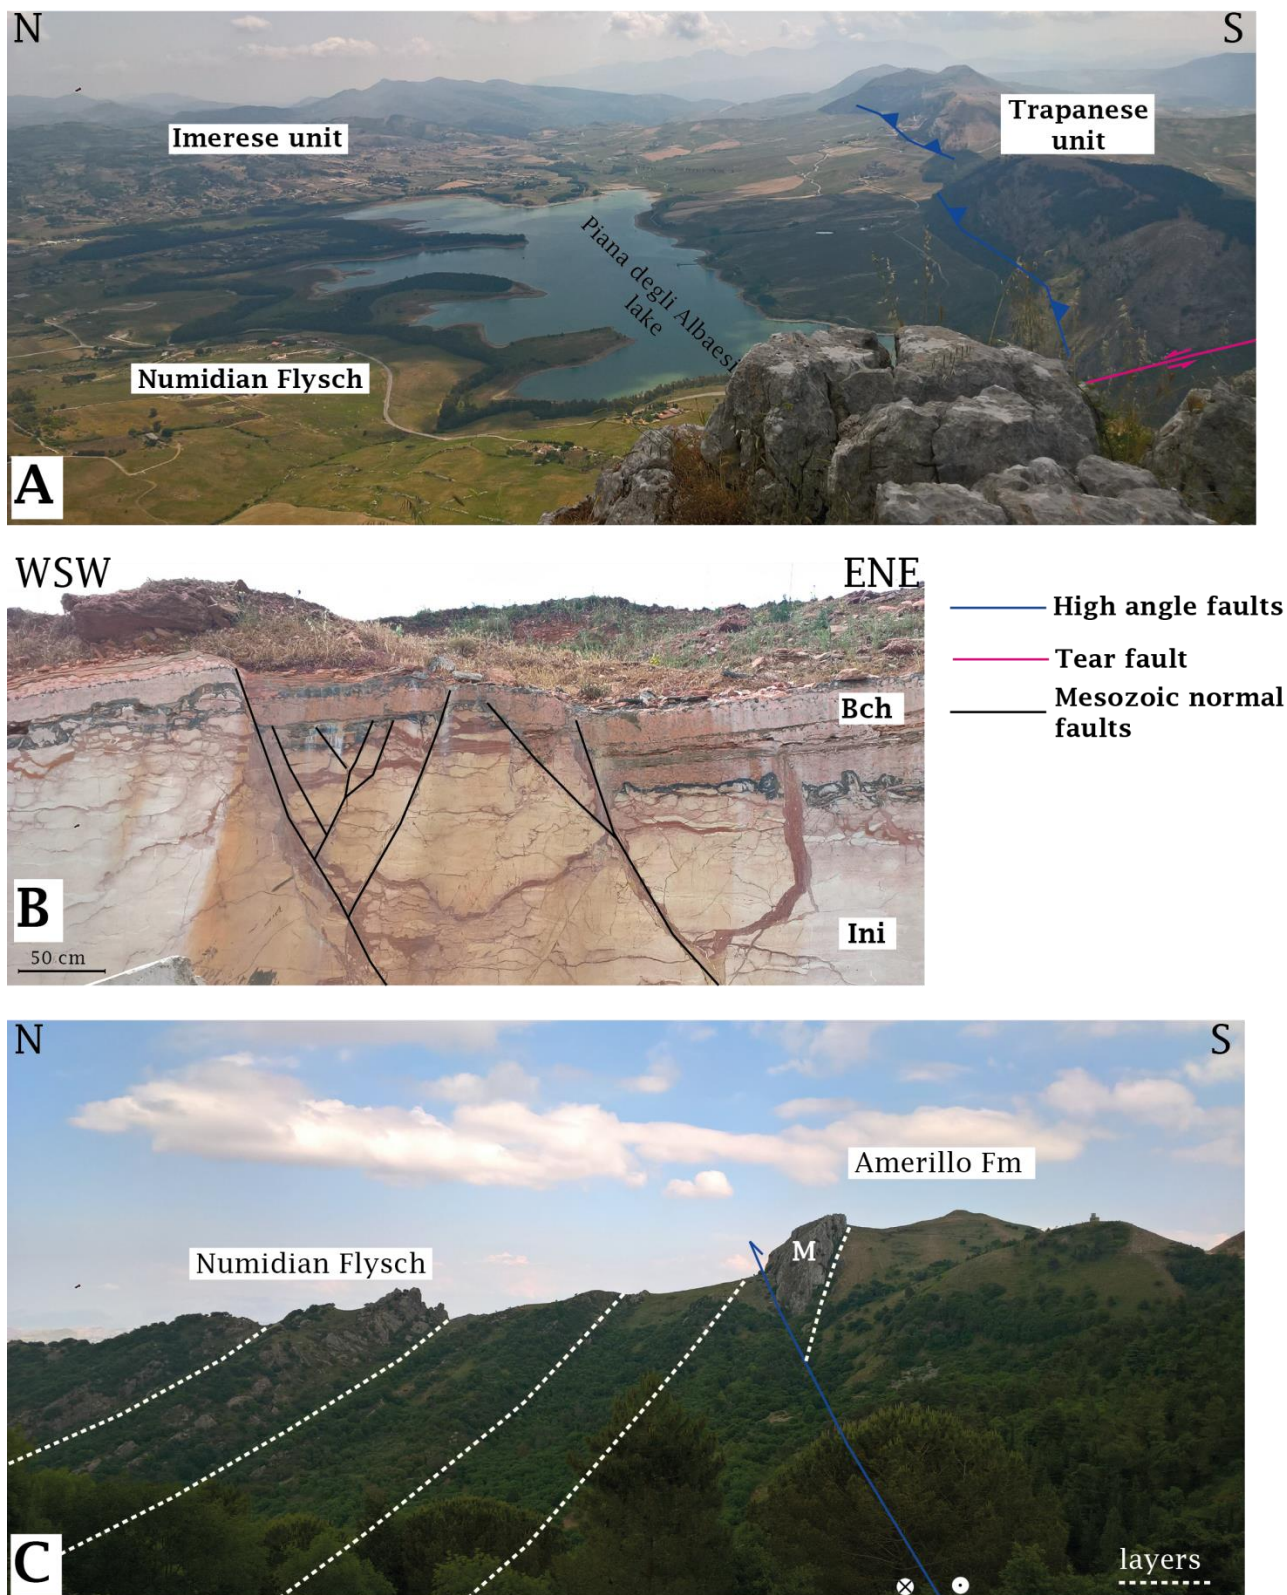 N
S
Imerese unit
Trapanese
unit
Piana degli Albaesi
lake
Numidian Flysch
A
WSW
ENE
High angle faults
Tear fault
Mesozoic normal
faults
Bch
B
Ini
50 cm
N
S
Amerillo Fm
M
Numidian Flysch
C
layers